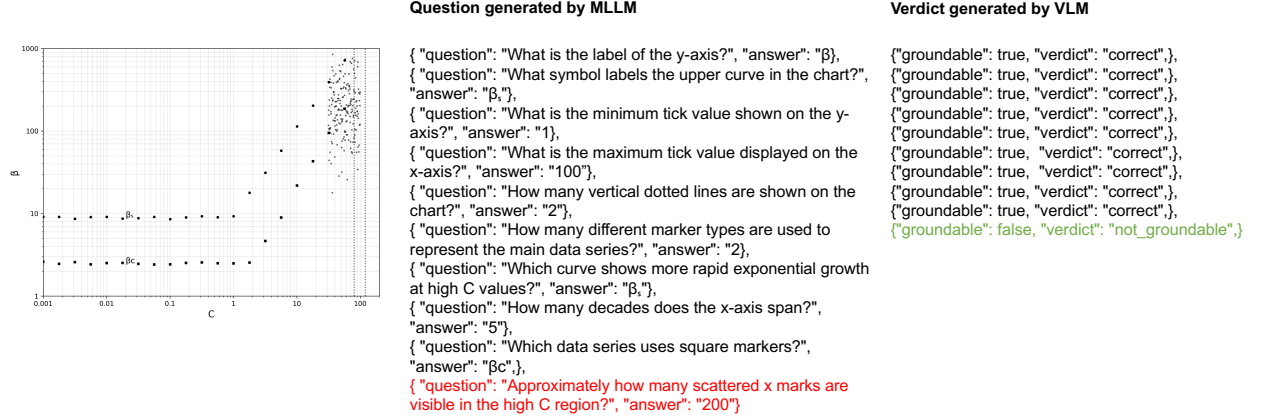 Question generated by MLLM
Verdict generated by VLM
1000
100
10
1
β
βₛ
βc
0.001
0.01
0.1
1
10
100
C
{ "question": "What is the label of the y-axis?", "answer": "β},
{ "question": "What symbol labels the upper curve in the chart?",
"answer": "βₛ"},
{ "question": "What is the minimum tick value shown on the y-
axis?", "answer": "1},
{ "question": "What is the maximum tick value displayed on the
x-axis?", "answer": "100”},
{ "question": "How many vertical dotted lines are shown on the
chart?", "answer": "2"},
{ "question": "How many different marker types are used to
represent the main data series?", "answer": "2},
{ "question": "Which curve shows more rapid exponential growth
at high C values?", "answer": "βₛ"},
{ "question": "How many decades does the x-axis span?",
"answer": "5"},
{ "question": "Which data series uses square markers?",
"answer": "βc",},
{ "question": "Approximately how many scattered x marks are
visible in the high C region?", "answer": "200"}
{"groundable": true, "verdict": "correct",},
{"groundable": true, "verdict": "correct",},
{"groundable": true, "verdict": "correct",},
{"groundable": true, "verdict": "correct",},
{"groundable": true, "verdict": "correct",},
{"groundable": true,  "verdict": "correct",},
{"groundable": true,  "verdict": "correct",},
{"groundable": true, "verdict": "correct",},
{"groundable": true, "verdict": "correct",},
{"groundable": false, "verdict": "not_groundable",}